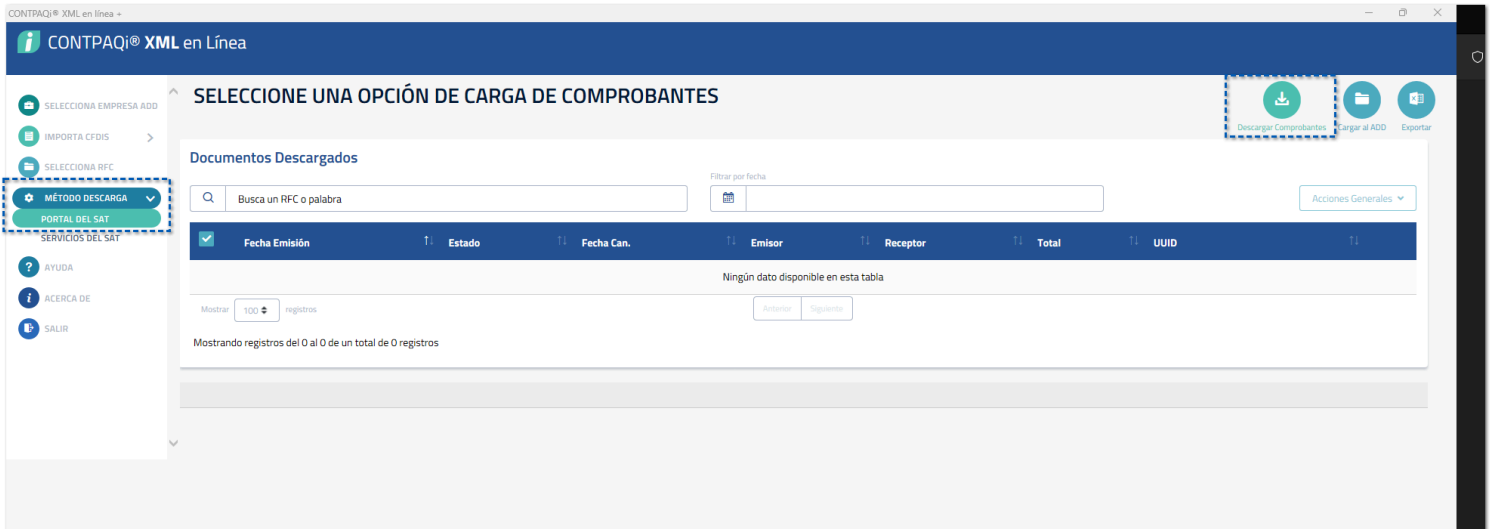 CONTPAQi® XML en línea +
CONTPAQi® XML en Línea
SELECCIONA EMPRESA ADD
IMPORTA CFDIS
SELECCIONA RFC
MÉTODO DESCARGA
PORTAL DEL SAT
SERVICIOS DEL SAT
AYUDA
ACERCA DE
SALIR
SELECCIONE UNA OPCIÓN DE CARGA DE COMPROBANTES
Descargar Comprobantes Cargar al ADD Exportar
Documentos Descargados
Filtrar por fecha
Busca un RFC o palabra
Acciones Generales
Fecha Emisión Estado Fecha Can. Emisor Receptor Total UUID
Ningún dato disponible en esta tabla
Mostrar 100 registros Anterior Siguiente
Mostrando registros del 0 al 0 de un total de 0 registros